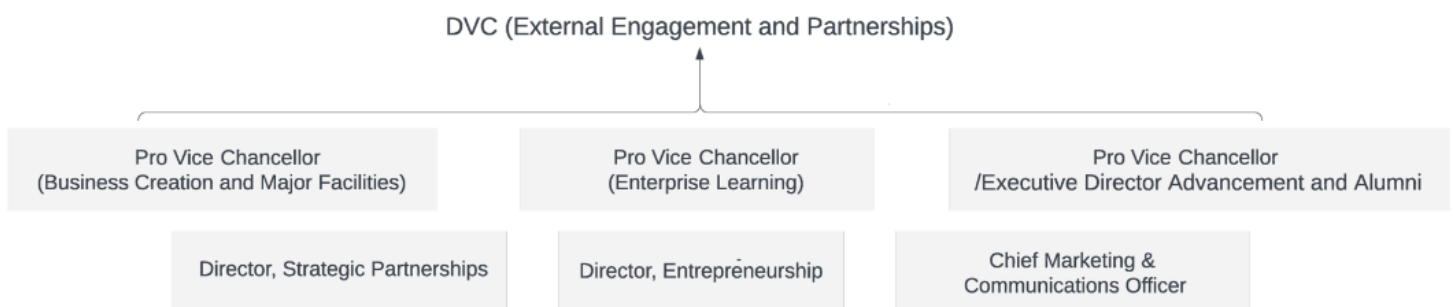 DVC (External Engagement and Partnerships)
Pro Vice Chancellor
(Business Creation and Major Facilities)
Pro Vice Chancellor
(Enterprise Learning)
Pro Vice Chancellor
/Executive Director Advancement and Alumni
Director, Strategic Partnerships
Director, Entrepreneurship
Chief Marketing &
Communications Officer